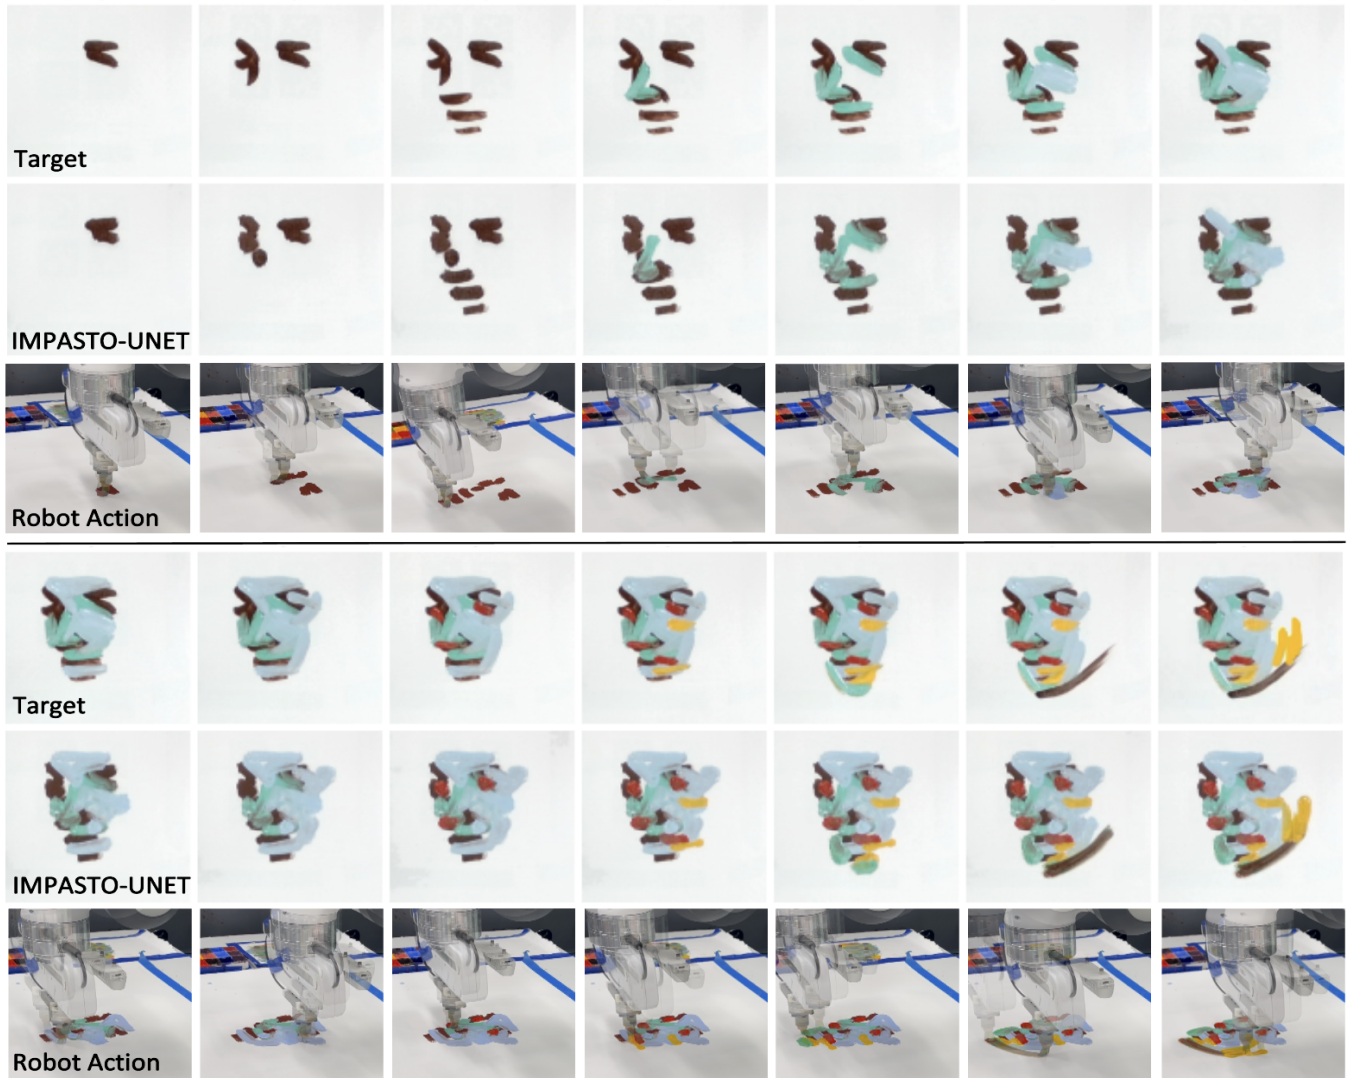 Target
IMPASTO-UNET
Robot Action
Target
IMPASTO-UNET
Robot Action